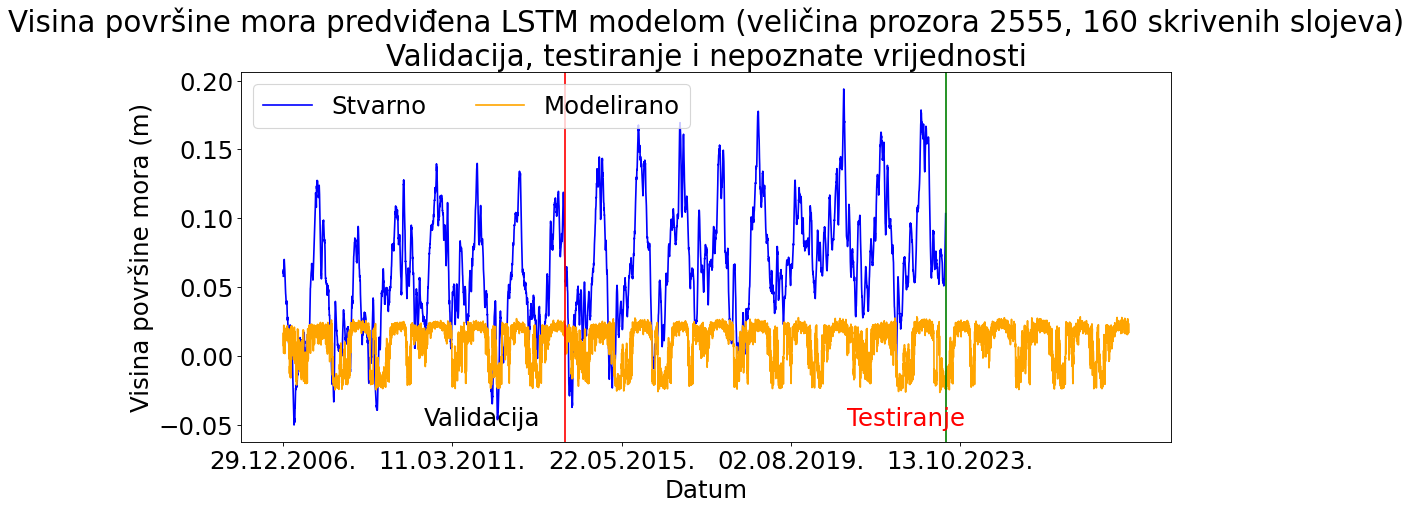 Visina površine mora predviđena LSTM modelom (veličina prozora 2555, 160 skrivenih slojeva)
Validacija, testiranje i nepoznate vrijednosti
Visina površine mora (m)
0.20
0.15
0.10
0.05
0.00
−0.05
Stvarno Modelirano
Validacija Testiranje
29.12.2006. 11.03.2011. 22.05.2015. 02.08.2019. 13.10.2023.
Datum